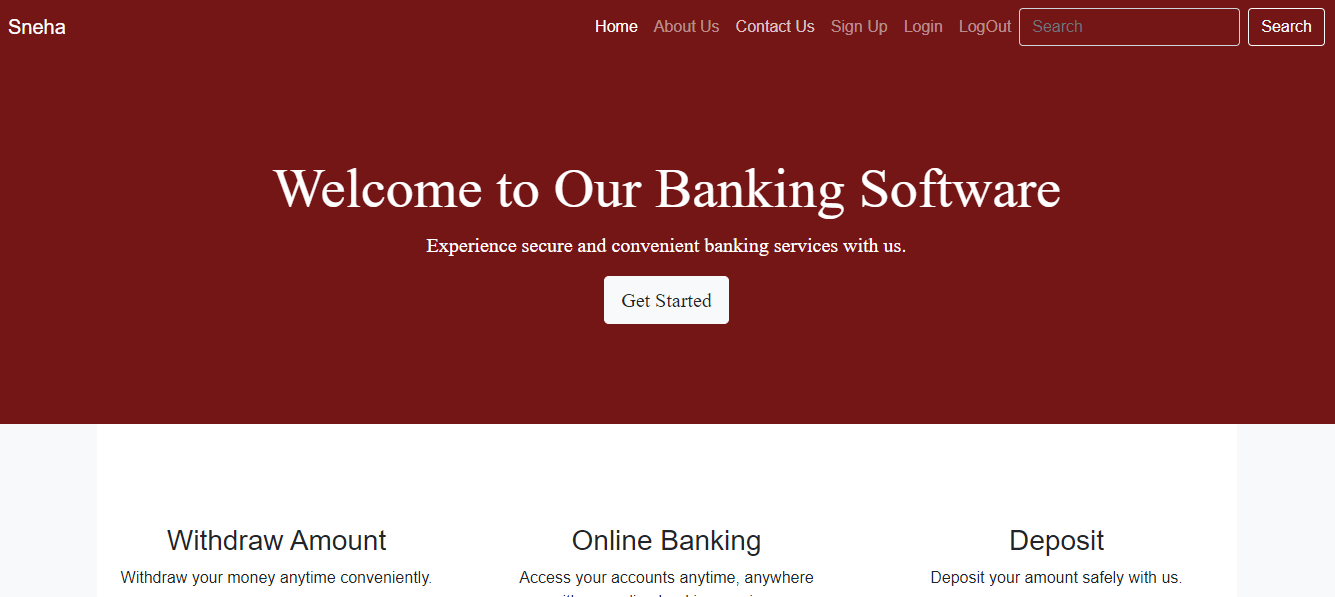 Sneha
Home About Us Contact Us Sign Up Login LogOut Search Search
Welcome to Our Banking Software
Experience secure and convenient banking services with us.
Get Started
Withdraw Amount Online Banking Deposit
Withdraw your money anytime conveniently. Access your accounts anytime, anywhere Deposit your amount safely with us.